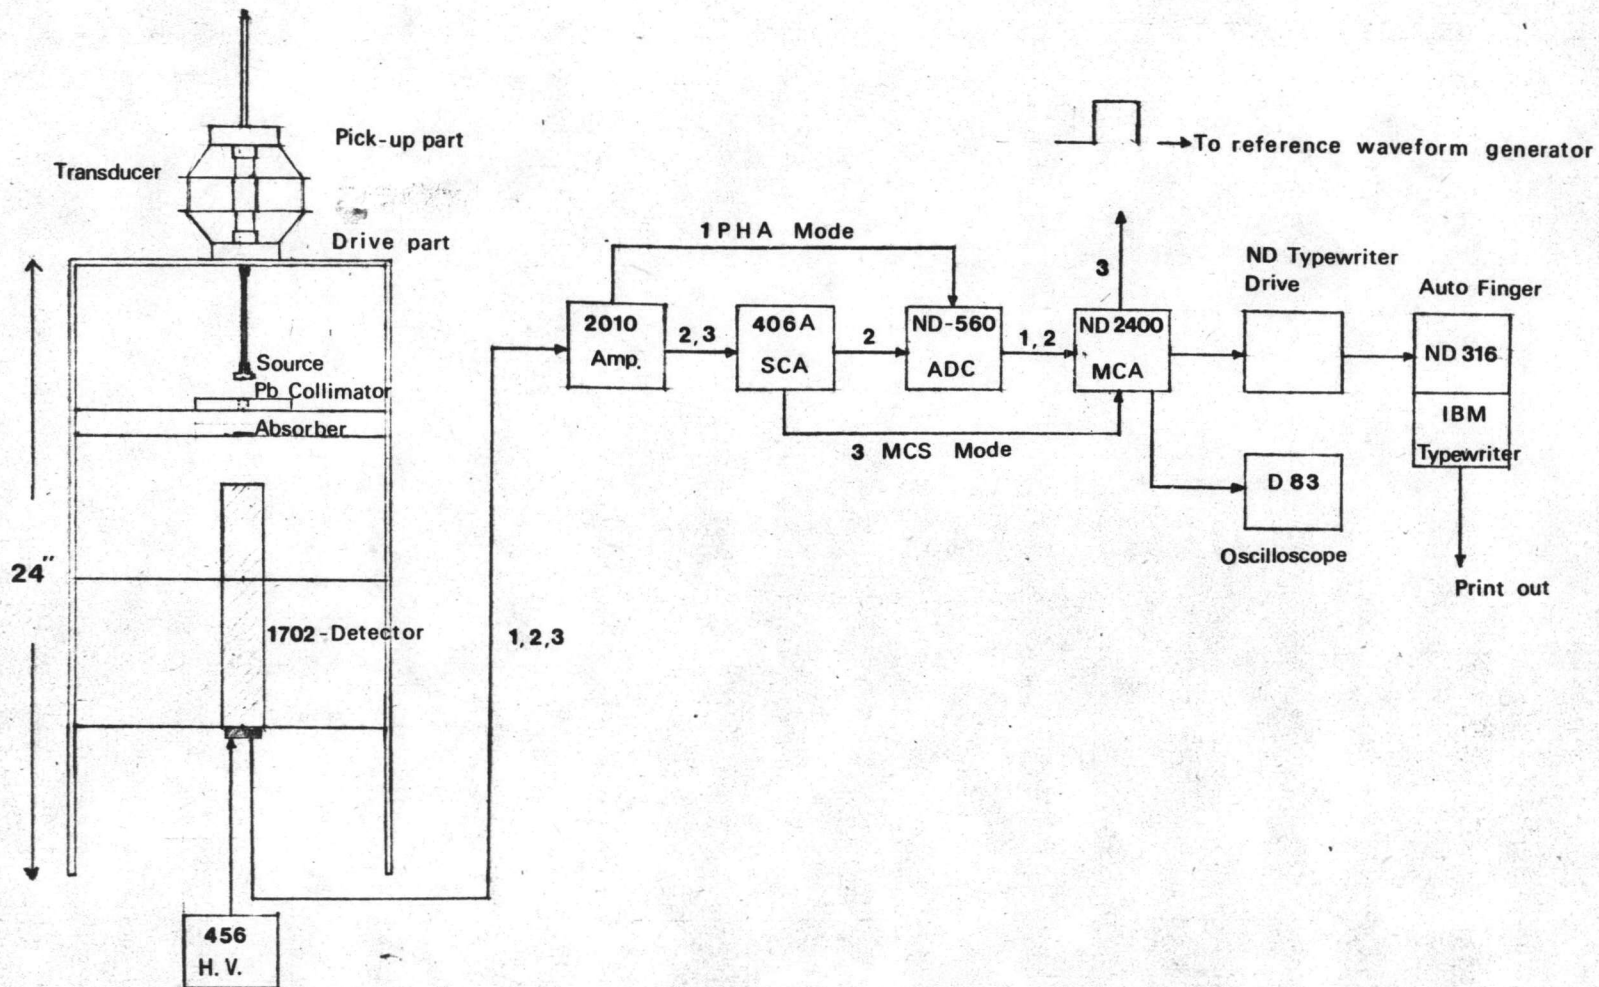 Pick-up part
Transducer
Drive part
Source
Pb Collimator
Absorber
24"
1702-Detector
1,2,3
456
H.V.
To reference waveform generator
1 PHA Mode
2010
Amp.
2,3
406A
SCA
2
ND-560
ADC
1,2
3
ND 2400
MCA
3 MCS Mode
ND Typewriter
Drive
Auto Finger
ND 316
IBM
Typewriter
D 83
Oscilloscope
Print out